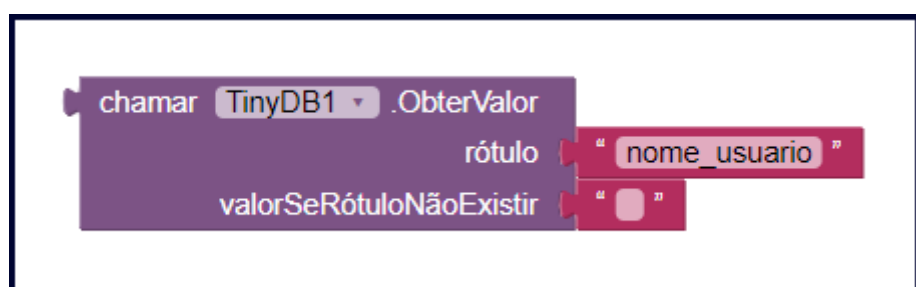 chamar TinyDB1 .ObterValor
rótulo “ nome_usuario ”
valorSeRótuloNãoExistir “ ”